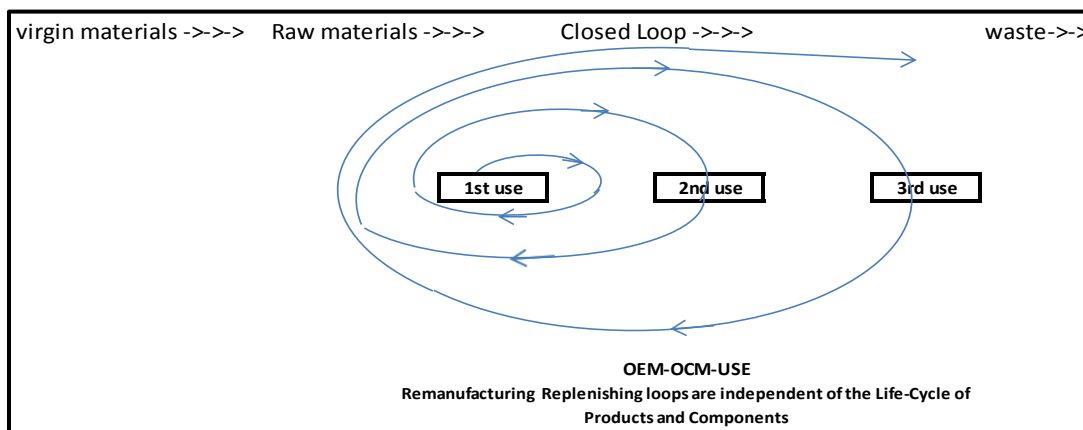 virgin materials ->->-> Raw materials ->->-> Closed Loop ->->-> waste->->
1st use 2nd use 3rd use
OEM-OCM-USE
Remanufacturing Replenishing loops are independent of the Life-Cycle of
Products and Components